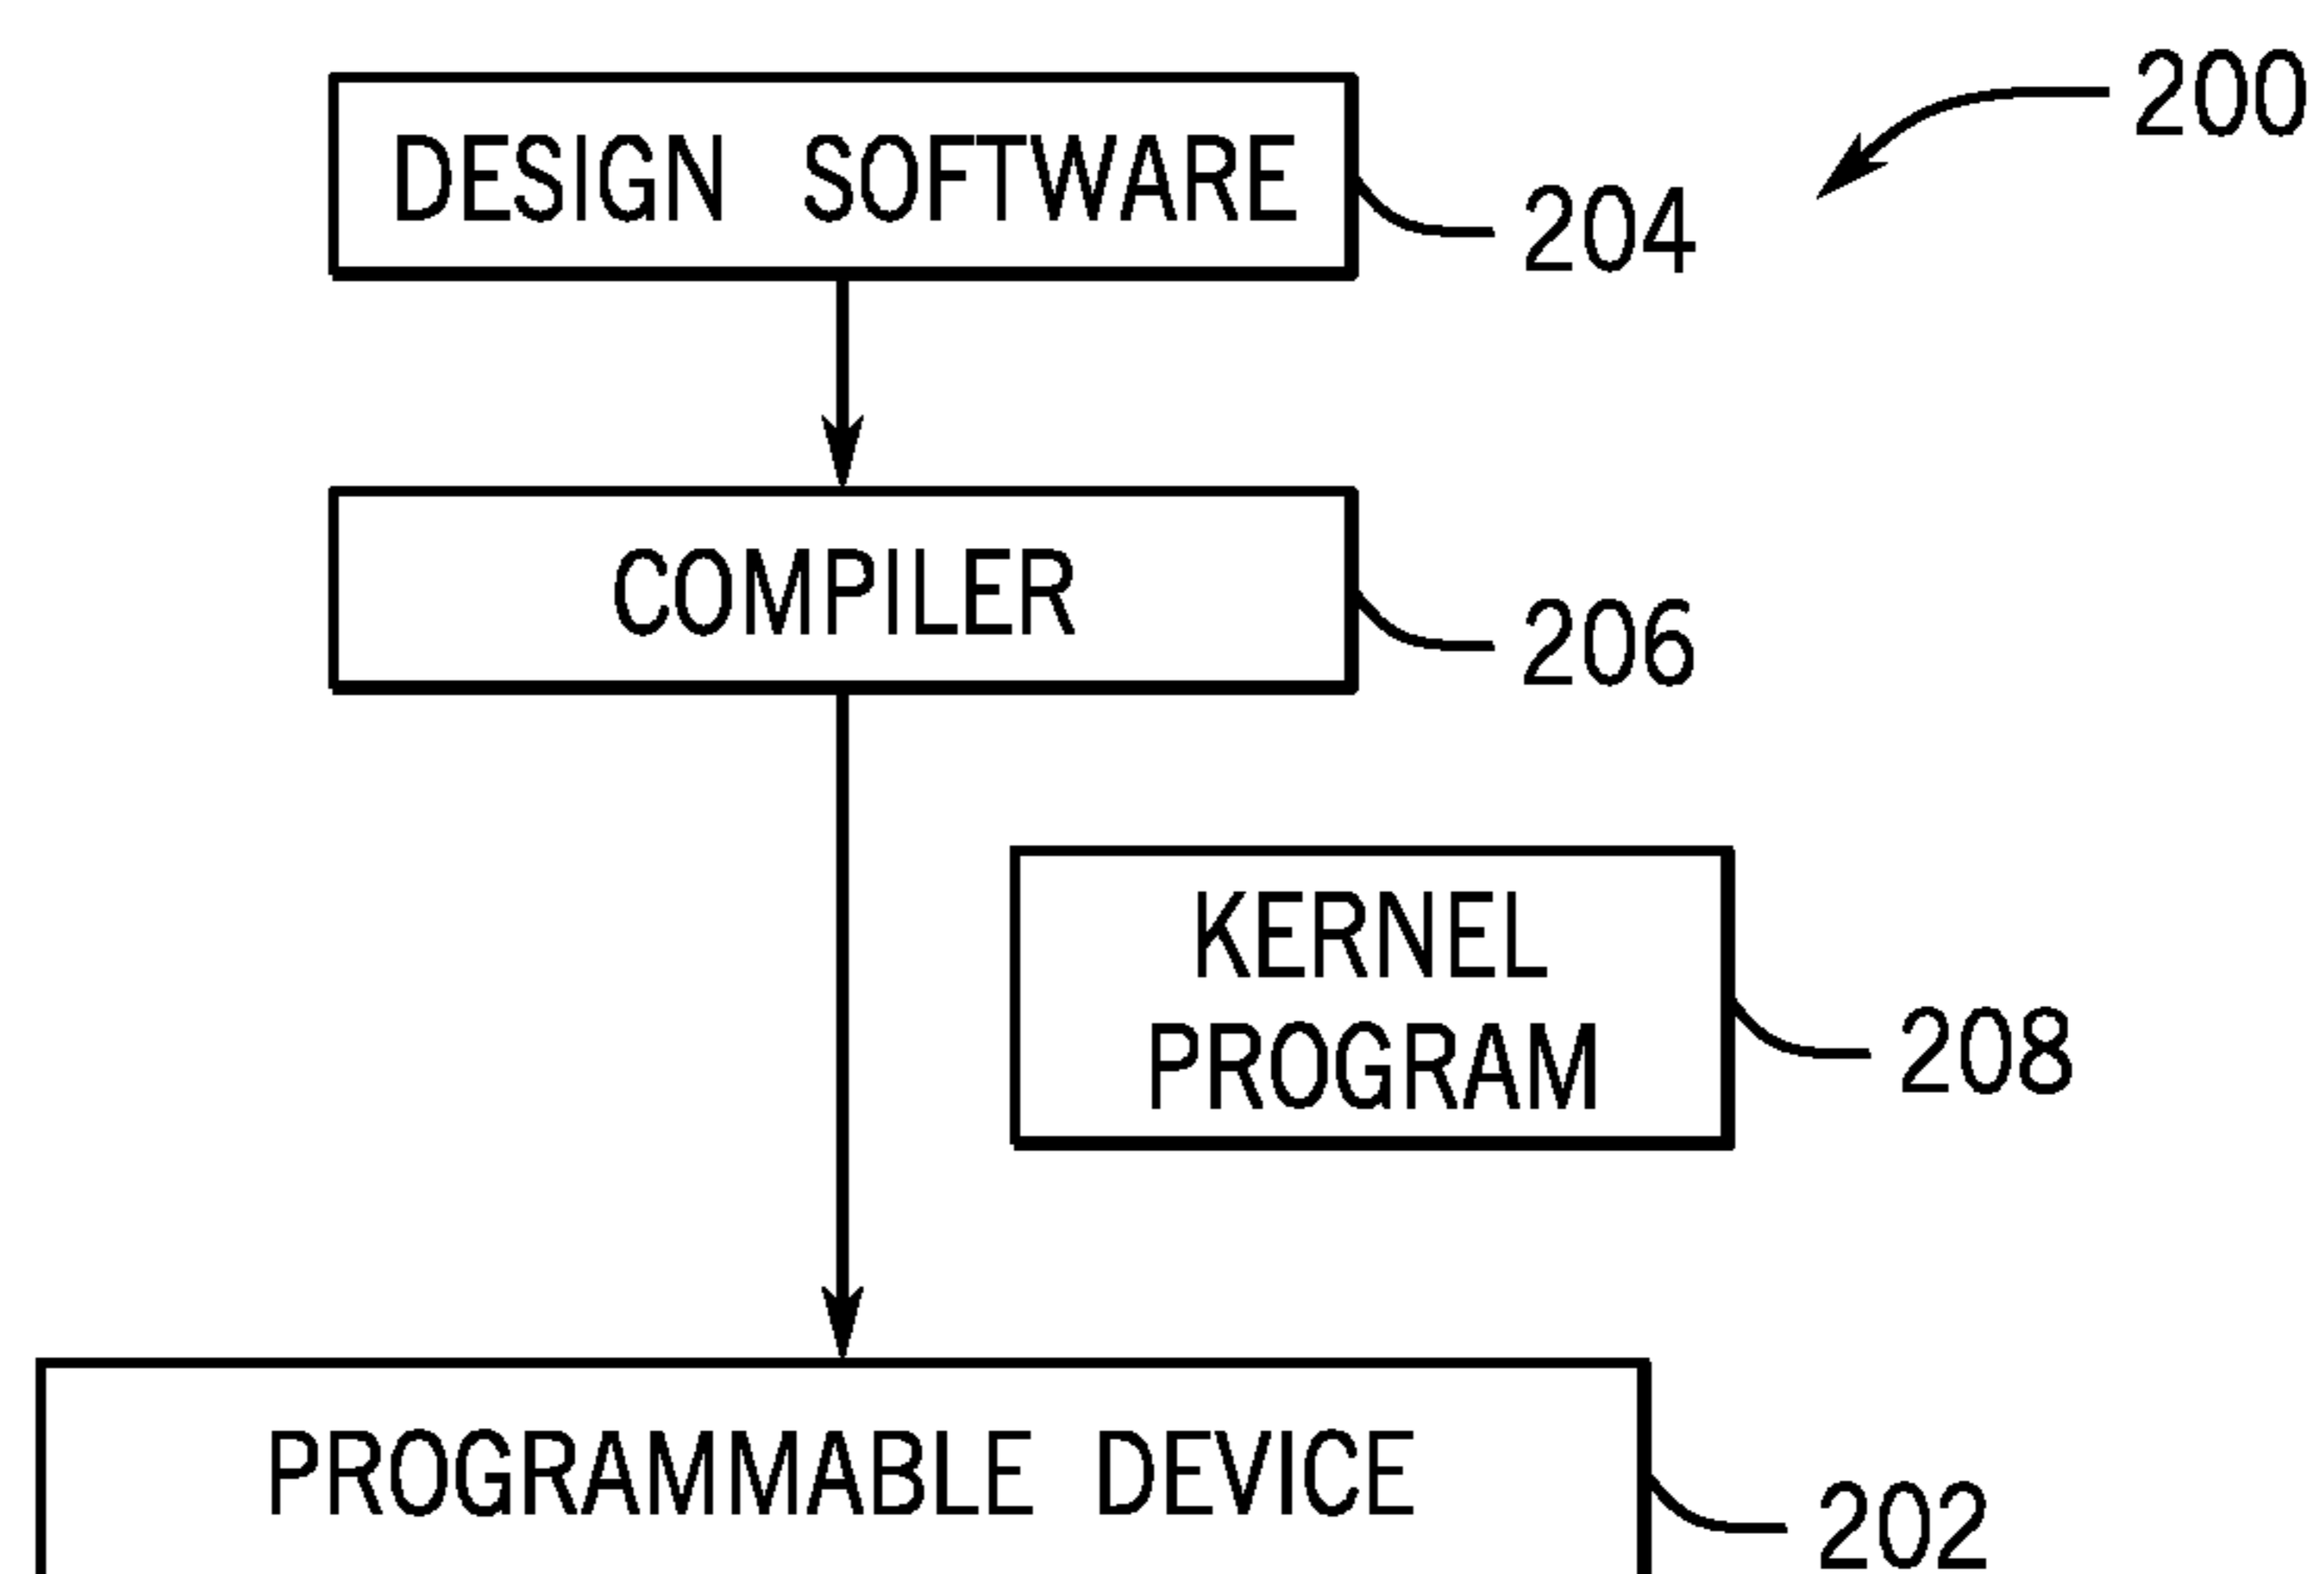 200
DESIGN SOFTWARE
204
COMPILER
206
KERNEL
PROGRAM
208
PROGRAMMABLE DEVICE
202